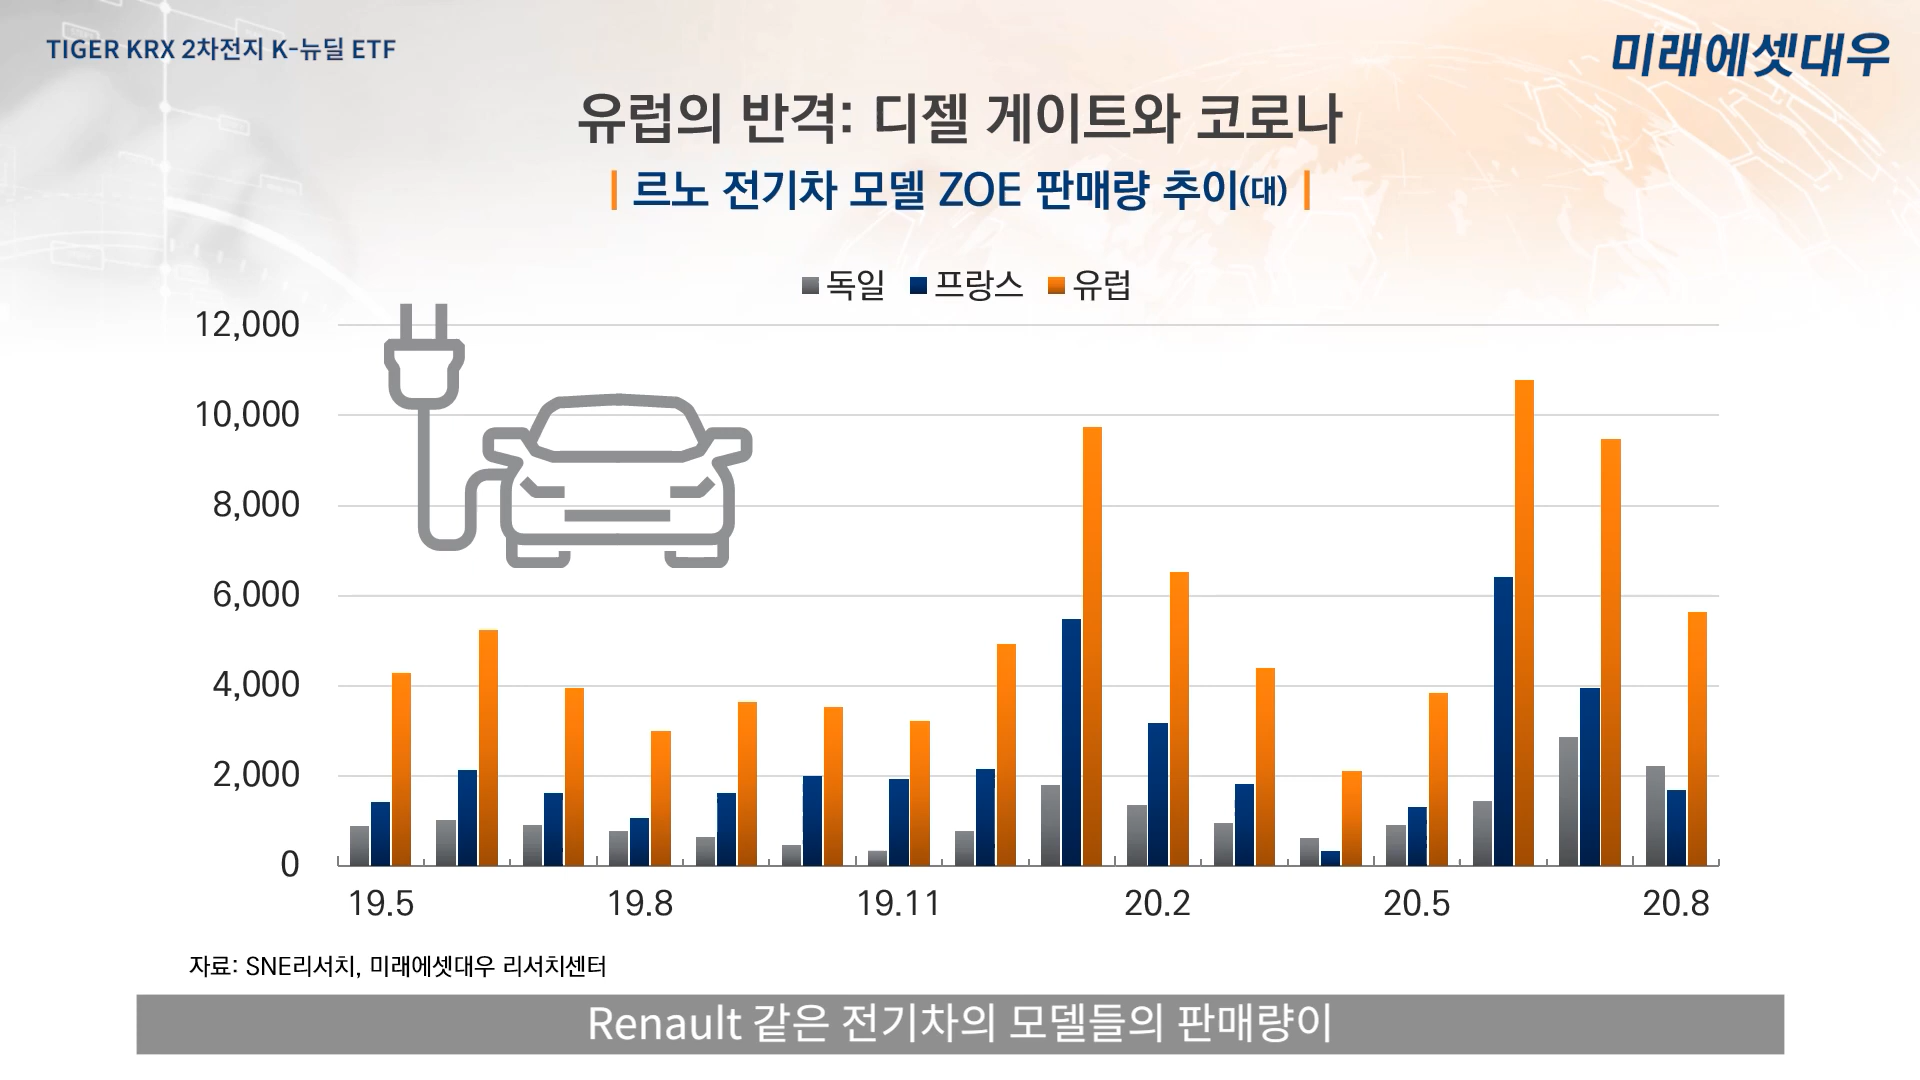 TIGER KRX 2차전지 K-뉴딜 ETF
미래에셋대우
유럽의 반격: 디젤 게이트와 코로나
| 르노 전기차 모델 ZOE 판매량 추이(대) |
독일 프랑스 유럽
12,000
10,000
8,000
6,000
4,000
2,000
0
19.5 19.8 19.11 20.2 20.5 20.8
자료: SNE리서치, 미래에셋대우 리서치센터
Renault 같은 전기차의 모델들의 판매량이